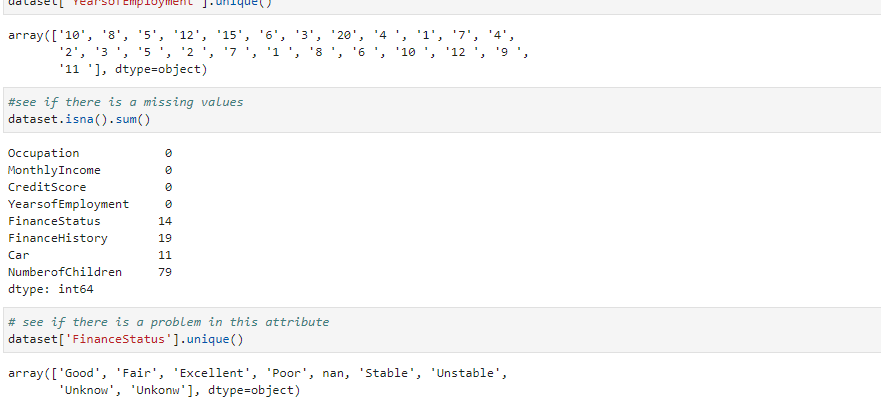 dataset['YearsofEmployment'].unique()
array(['10', '8', '5', '12', '15', '6', '3', '20', '4 ', '1', '7', '4',
'2', '3 ', '5 ', '2 ', '7 ', '1 ', '8 ', '6 ', '10 ', '12 ', '9 ',
'11 '], dtype=object)
#see if there is a missing values
dataset.isna().sum()
Occupation 0
MonthlyIncome 0
CreditScore 0
YearsofEmployment 0
FinanceStatus 14
FinanceHistory 19
Car 11
NumberofChildren 79
dtype: int64
# see if there is a problem in this attribute
dataset['FinanceStatus'].unique()
array(['Good', 'Fair', 'Excellent', 'Poor', nan, 'Stable', 'Unstable',
'Unknow', 'Unkonw'], dtype=object)